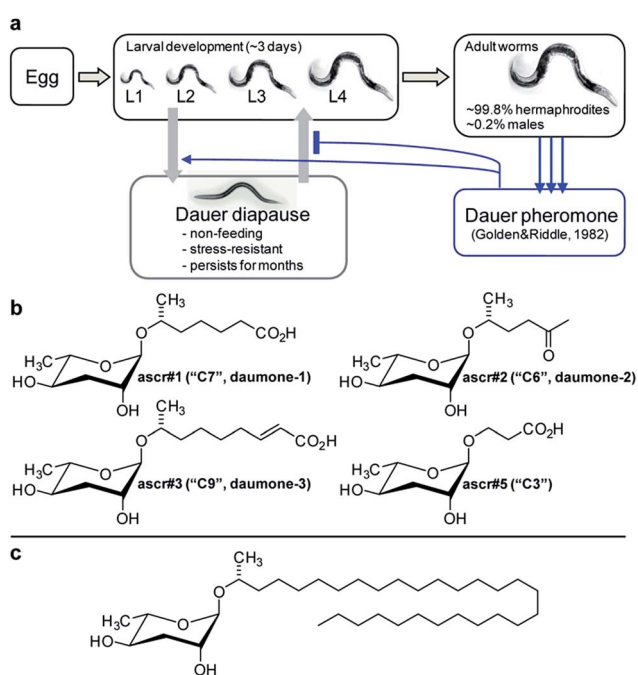 a
Larval development (~3 days)
Adult worms
Egg
L1 L2 L3 L4
~99.8% hermaphrodites
~0.2% males
Dauer diapause
- non-feeding
- stress-resistant
- persists for months
Dauer pheromone
(Golden&Riddle, 1982)
b
CH₃
O
CO₂H
H₃C
O
HO
OH
ascr#1 ("C7", daumone-1)
CH₃
O
O
H₃C
O
HO
OH
ascr#2 ("C6", daumone-2)
CH₃
O
CO₂H
H₃C
O
HO
OH
ascr#3 ("C9", daumone-3)
O
CO₂H
H₃C
O
HO
OH
ascr#5 ("C3")
c
CH₃
O
H₃C
O
HO
OH